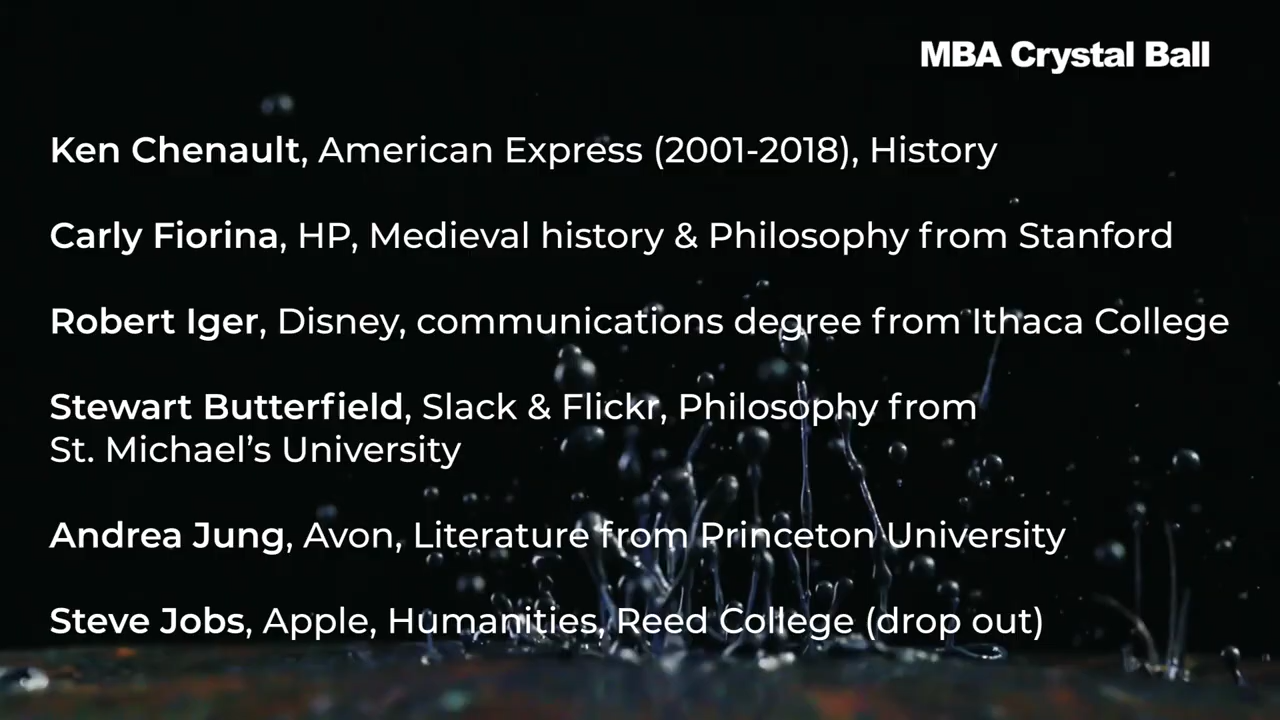 MBA Crystal Ball
Ken Chenault, American Express (2001-2018), History
Carly Fiorina, HP, Medieval history & Philosophy from Stanford
Robert Iger, Disney, communications degree from Ithaca College
Stewart Butterfield, Slack & Flickr, Philosophy from
St. Michael’s University
Andrea Jung, Avon, Literature from Princeton University
Steve Jobs, Apple, Humanities, Reed College (drop out)